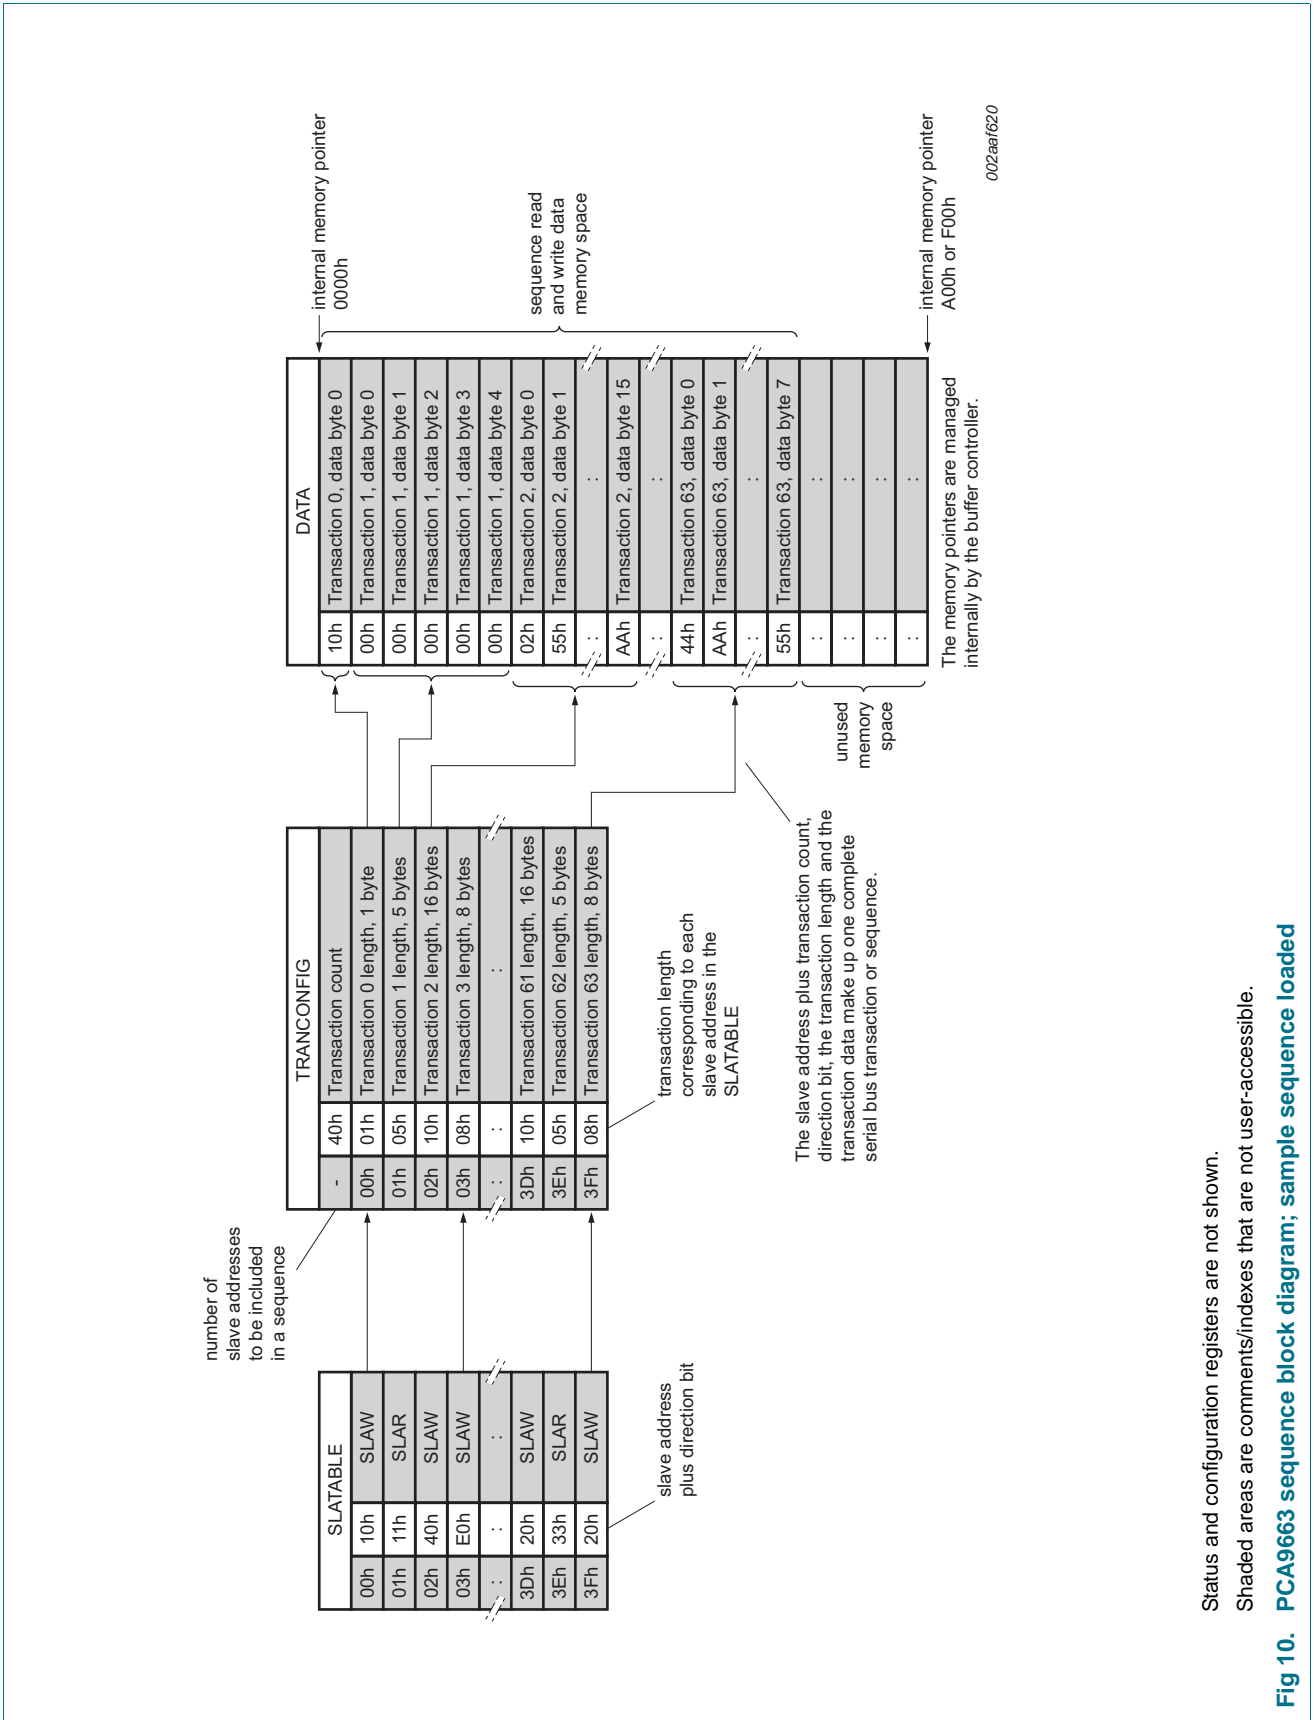 number of
slave addresses
to be included
in a sequence
SLATABLE
00h 10h SLAW
01h 11h SLAR
02h 40h SLAW
03h E0h SLAW
: : :
3Dh 20h SLAW
3Eh 33h SLAR
3Fh 20h SLAW
slave address
plus direction bit
TRANCONFIG
- 40h Transaction count
00h 01h Transaction 0 length, 1 byte
01h 05h Transaction 1 length, 5 bytes
02h 10h Transaction 2 length, 16 bytes
03h 08h Transaction 3 length, 8 bytes
: : :
3Dh 10h Transaction 61 length, 16 bytes
3Eh 05h Transaction 62 length, 5 bytes
3Fh 08h Transaction 63 length, 8 bytes
transaction length
corresponding to each
slave address in the
SLATABLE
The slave address plus transaction count,
direction bit, the transaction length and the
transaction data make up one complete
serial bus transaction or sequence.
DATA
10h Transaction 0, data byte 0
00h Transaction 1, data byte 0
00h Transaction 1, data byte 1
00h Transaction 1, data byte 2
00h Transaction 1, data byte 3
00h Transaction 1, data byte 4
02h Transaction 2, data byte 0
55h Transaction 2, data byte 1
: :
AAh Transaction 2, data byte 15
: :
44h Transaction 63, data byte 0
AAh Transaction 63, data byte 1
: :
55h Transaction 63, data byte 7
: :
: :
: :
: :
unused
memory
space
The memory pointers are managed
internally by the buffer controller.
internal memory pointer
0000h
sequence read
and write data
memory space
internal memory pointer
A00h or F00h
002aaf620
Status and configuration registers are not shown.
Shaded areas are comments/indexes that are not user-accessible.
Fig 10. PCA9663 sequence block diagram; sample sequence loaded